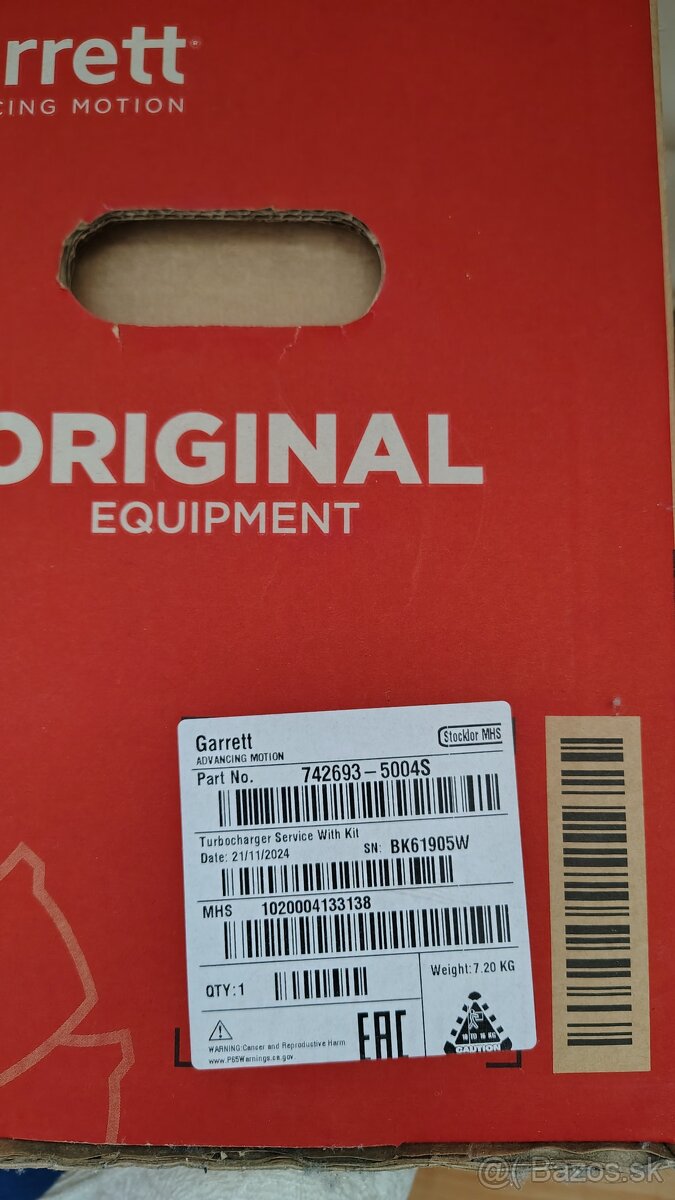 rrett
CING MOTION
ORIGINAL
EQUIPMENT
Garrett
ADVANCING MOTION
Stocklor MHS
Part No. 742693-5004S
Turbocharger Service With Kit
Date: 21/11/2024 SN: BK61905W
MHS 1020004133138
QTY:1
Weight:7.20 KG
WARNING:Cancer and Reproductive Harm
www.P65Warnings.ca.gov
EAC
CAUTION
Bazos.sk